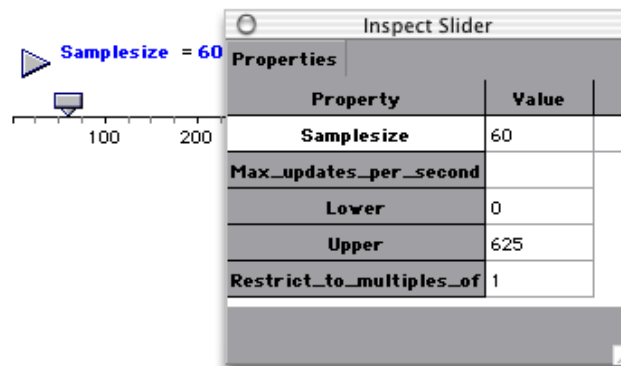 Inspect Slider
Samplesize = 60
Properties
Property Value
Samplesize 60
100 200
Max_updates_per_second
Lower 0
Upper 625
Restrict_to_multiples_of 1